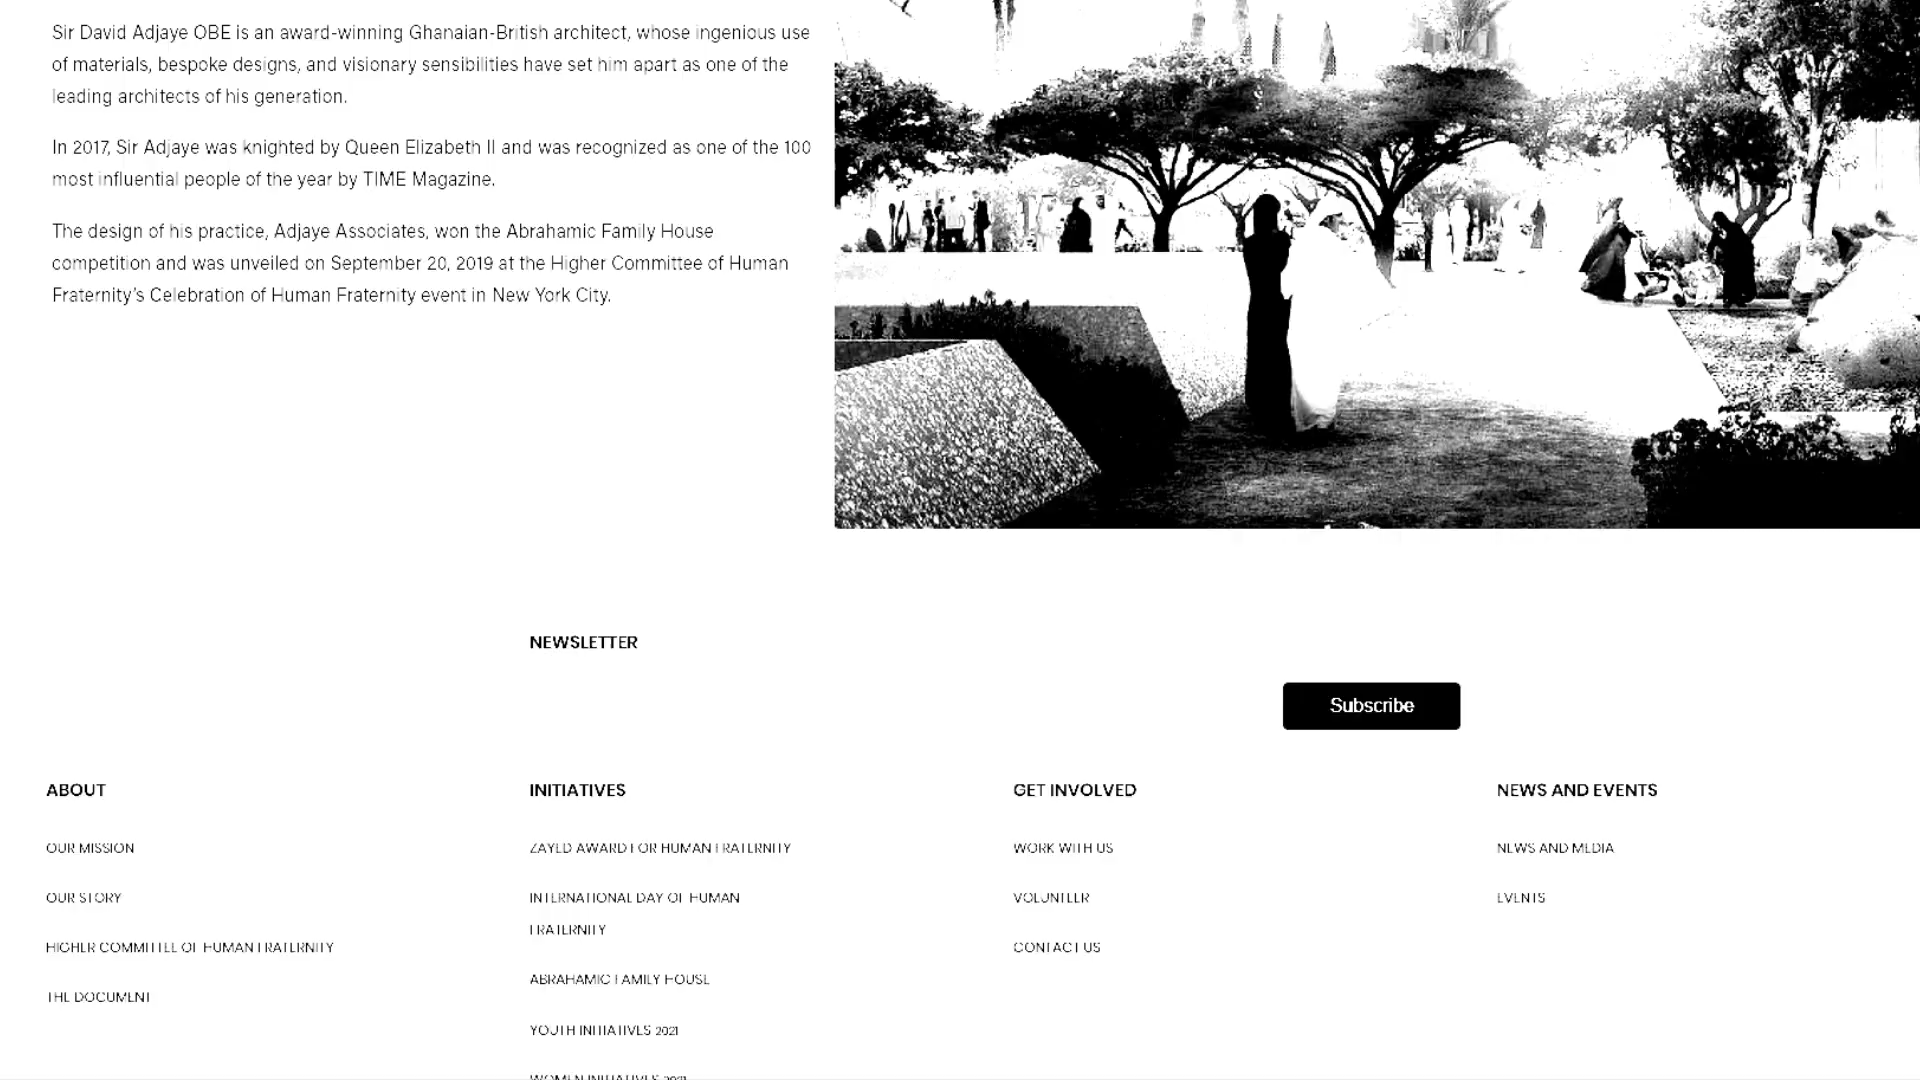 Sir David Adjaye OBE is an award-winning Ghanaian-British architect, whose ingenious use
of materials, bespoke designs, and visionary sensibilities have set him apart as one of the
leading architects of his generation.
In 2017, Sir Adjaye was knighted by Queen Elizabeth II and was recognized as one of the 100
most influential people of the year by TIME Magazine.
The design of his practice, Adjaye Associates, won the Abrahamic Family House
competition and was unveiled on September 20, 2019 at the Higher Committee of Human
Fraternity’s Celebration of Human Fraternity event in New York City.
NEWSLETTER
Subscribe
ABOUT
OUR MISSION
OUR STORY
HIGHER COMMITTEE OF HUMAN FRATERNITY
THE DOCUMENT
INITIATIVES
ZAYED AWARD FOR HUMAN FRATERNITY
INTERNATIONAL DAY OF HUMAN
FRATERNITY
ABRAHAMIC FAMILY HOUSE
YOUTH INITIATIVES 2021
WOMEN INITIATIVES 2021
GET INVOLVED
WORK WITH US
VOLUNTEER
CONTACT US
NEWS AND EVENTS
NEWS AND MEDIA
EVENTS